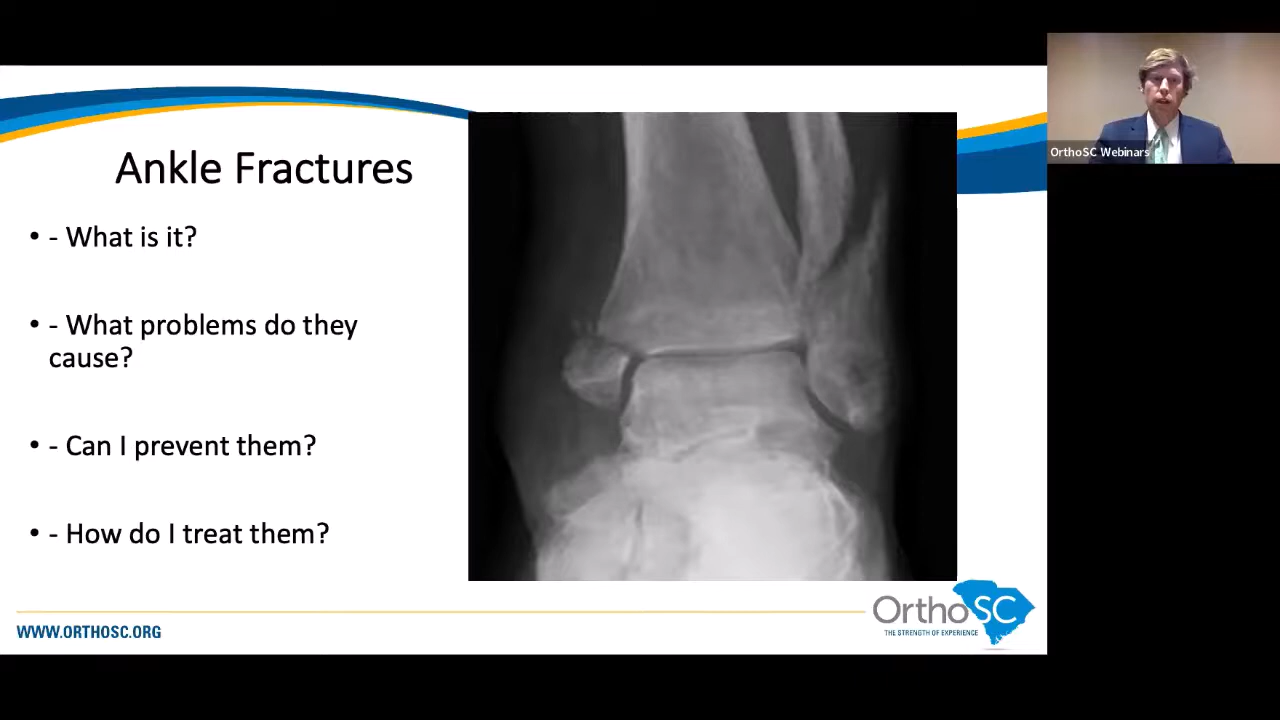 Ankle Fractures
• - What is it?
• - What problems do they
cause?
• - Can I prevent them?
• - How do I treat them?
WWW.ORTHOSC.ORG
OrthoSC
THE STRENGTH OF EXPERIENCE
OrthoSC Webinars